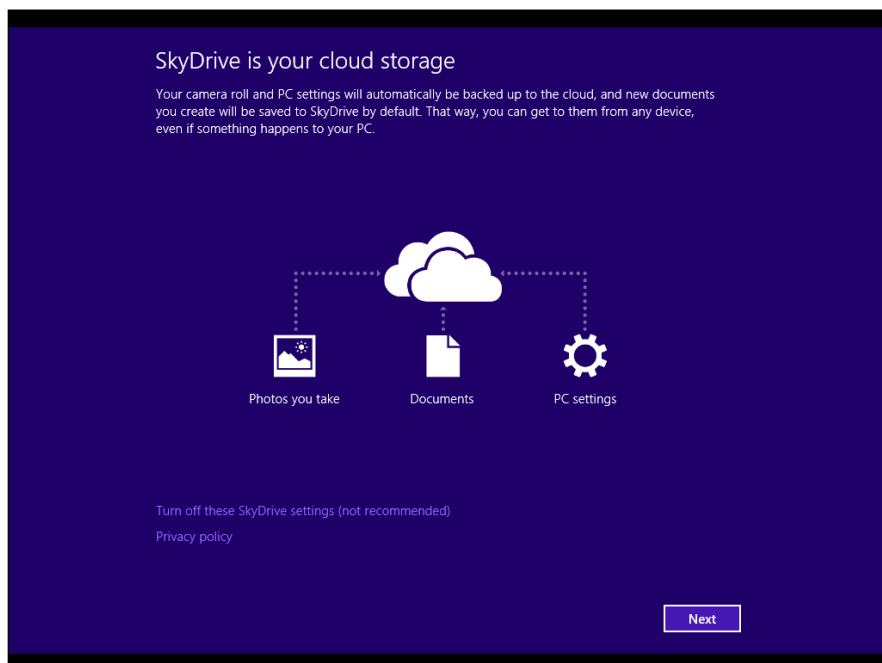 SkyDrive is your cloud storage
Your camera roll and PC settings will automatically be backed up to the cloud, and new documents
you create will be saved to SkyDrive by default. That way, you can get to them from any device,
even if something happens to your PC.
Photos you take
Documents
PC settings
Turn off these SkyDrive settings (not recommended)
Privacy policy
Next